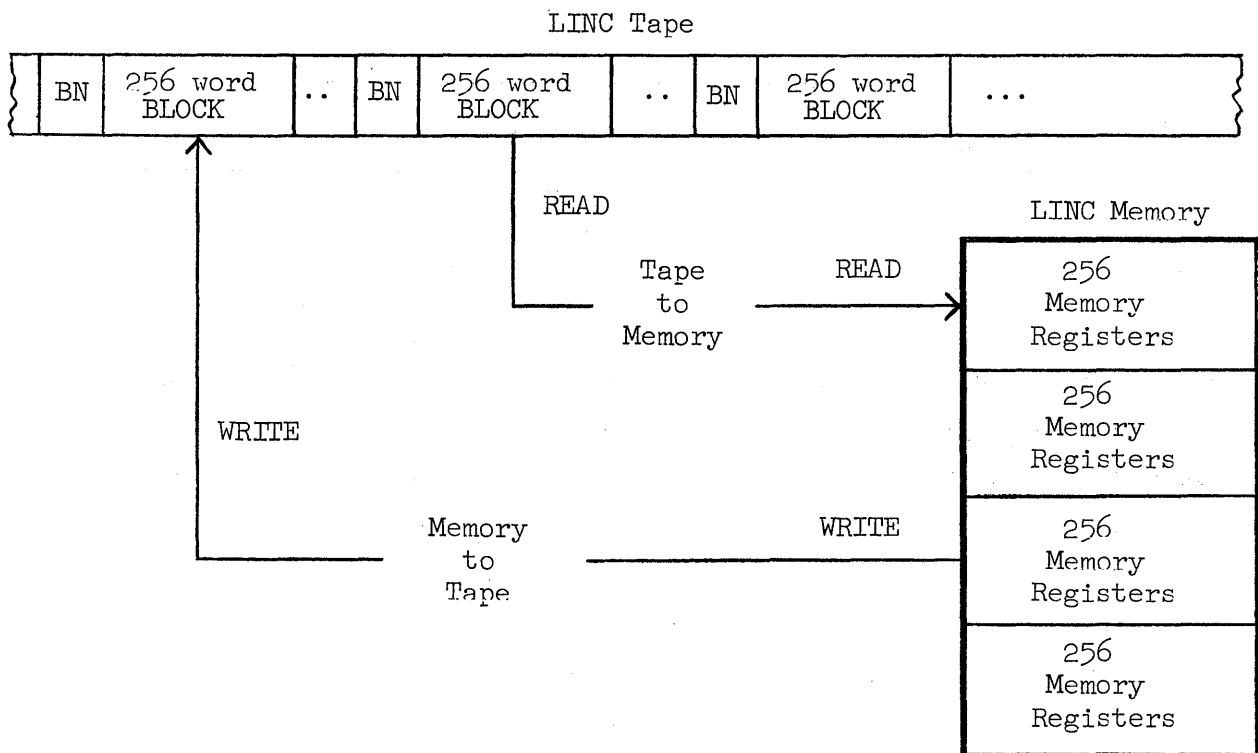 LINC Tape
BN 256 word BLOCK .. BN 256 word BLOCK .. BN 256 word BLOCK ...
READ
LINC Memory
Tape
to
Memory
READ
256
Memory
Registers
256
Memory
Registers
WRITE
Memory
to
Tape
WRITE
256
Memory
Registers
256
Memory
Registers